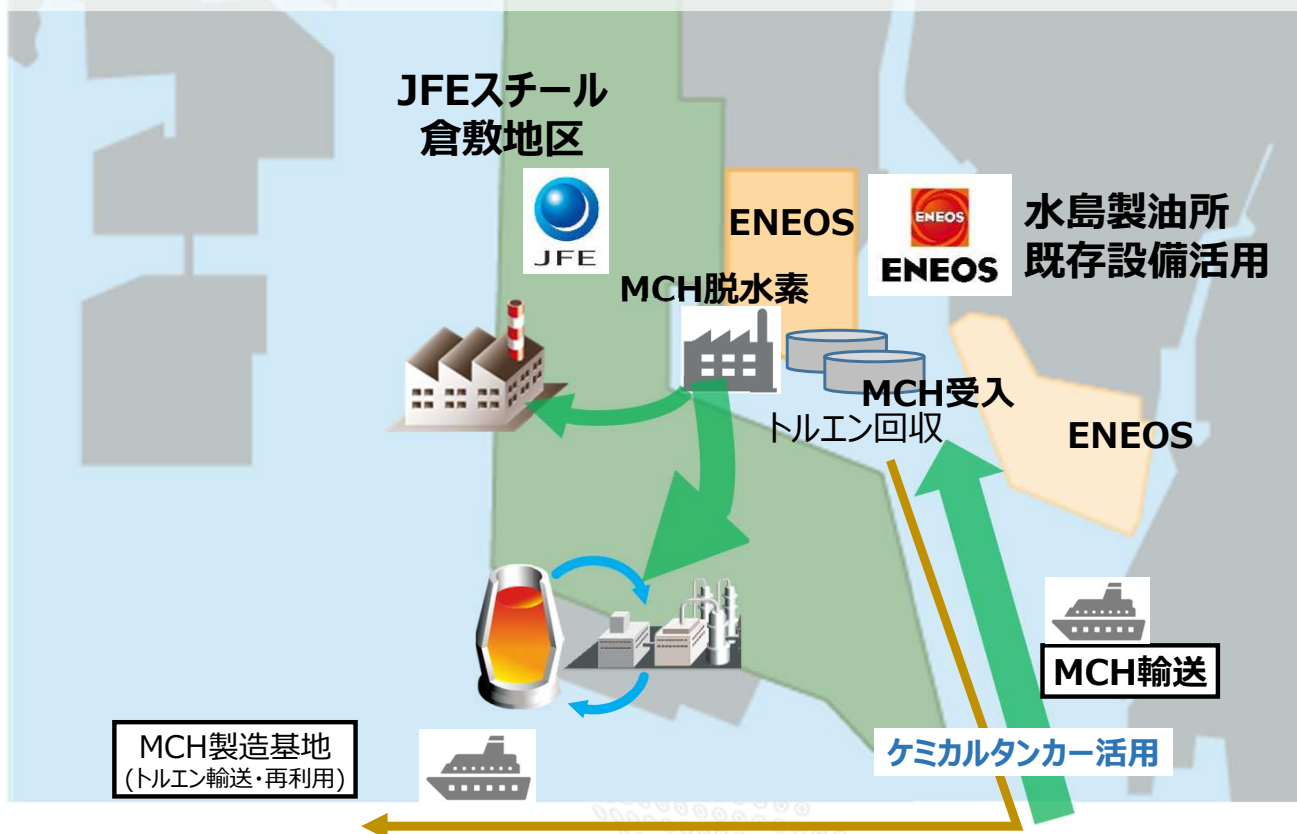 JFEスチール
倉敷地区
JFE
ENEOS
ENEOS
ENEOS
水島製油所
既存設備活用
MCH脱水素
MCH受入
トルエン回収
ENEOS
MCH輸送
ケミカルタンカー活用
MCH製造基地
(トルエン輸送・再利用)